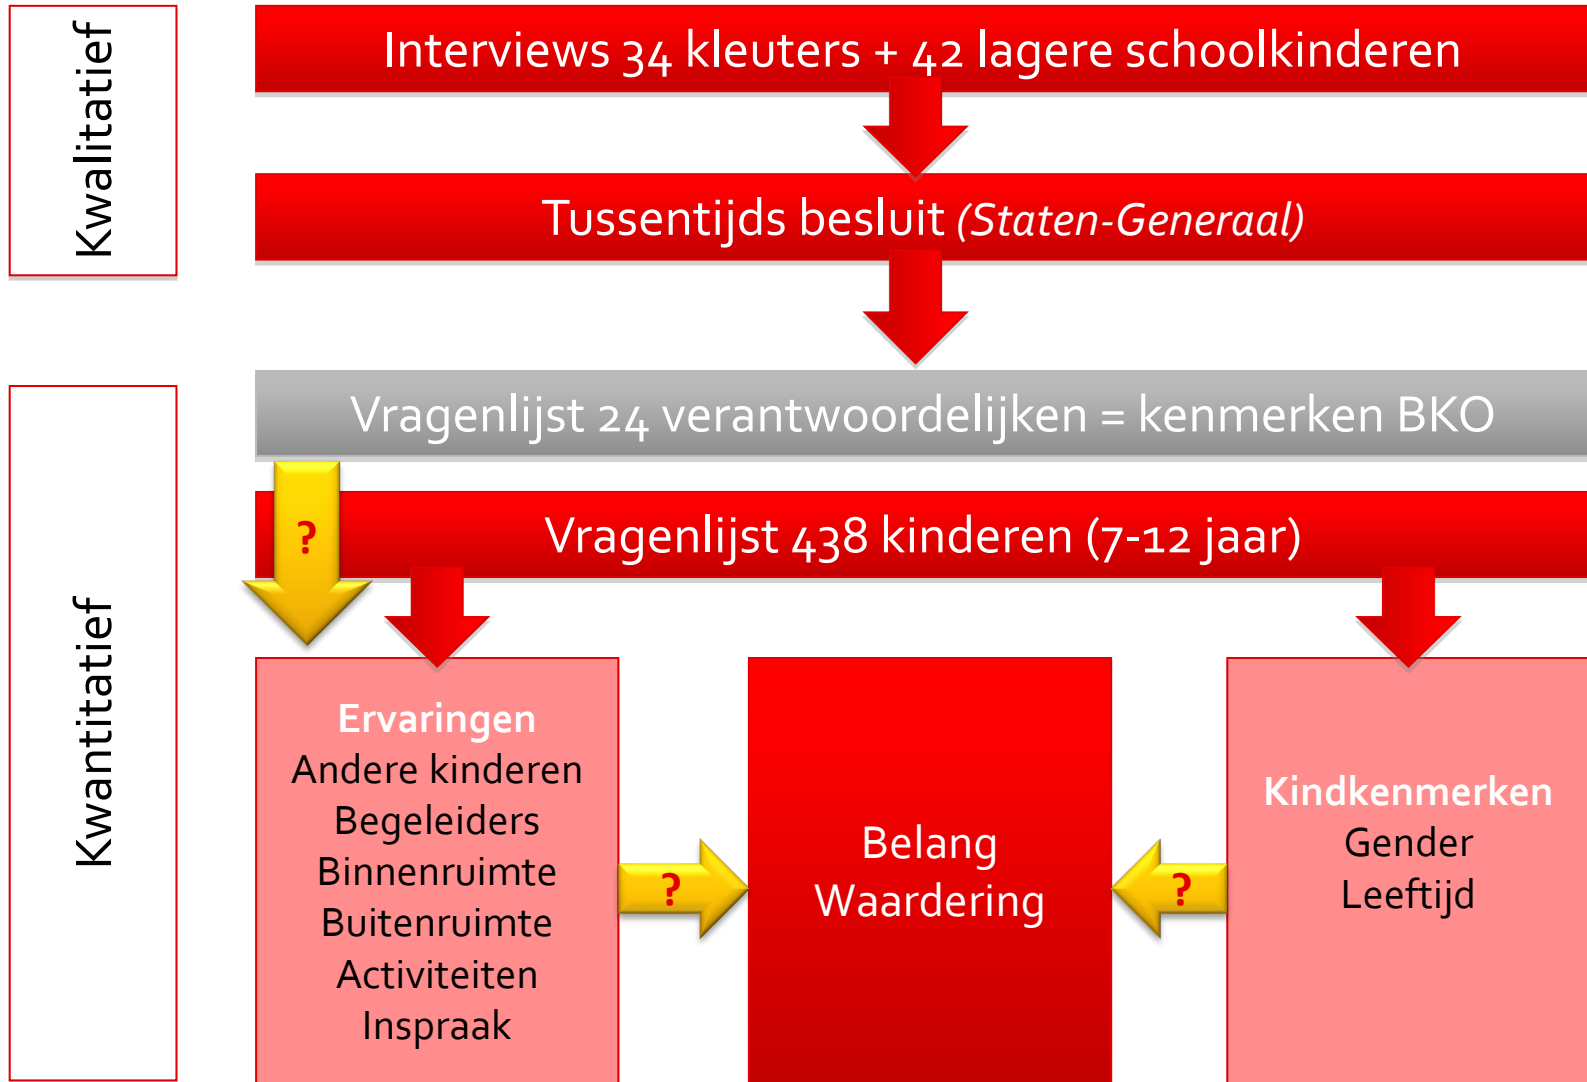 Kwalitatief
Interviews 34 kleuters + 42 lagere schoolkinderen
Tussentijds besluit (Staten-Generaal)
Kwantitatief
Vragenlijst 24 verantwoordelijken = kenmerken BKO
?
Vragenlijst 438 kinderen (7-12 jaar)
Ervaringen
Andere kinderen
Begeleiders
Binnenruimte
Buitenruimte
Activiteiten
Inspraak
?
Belang
Waardering
?
Kindkenmerken
Gender
Leeftijd